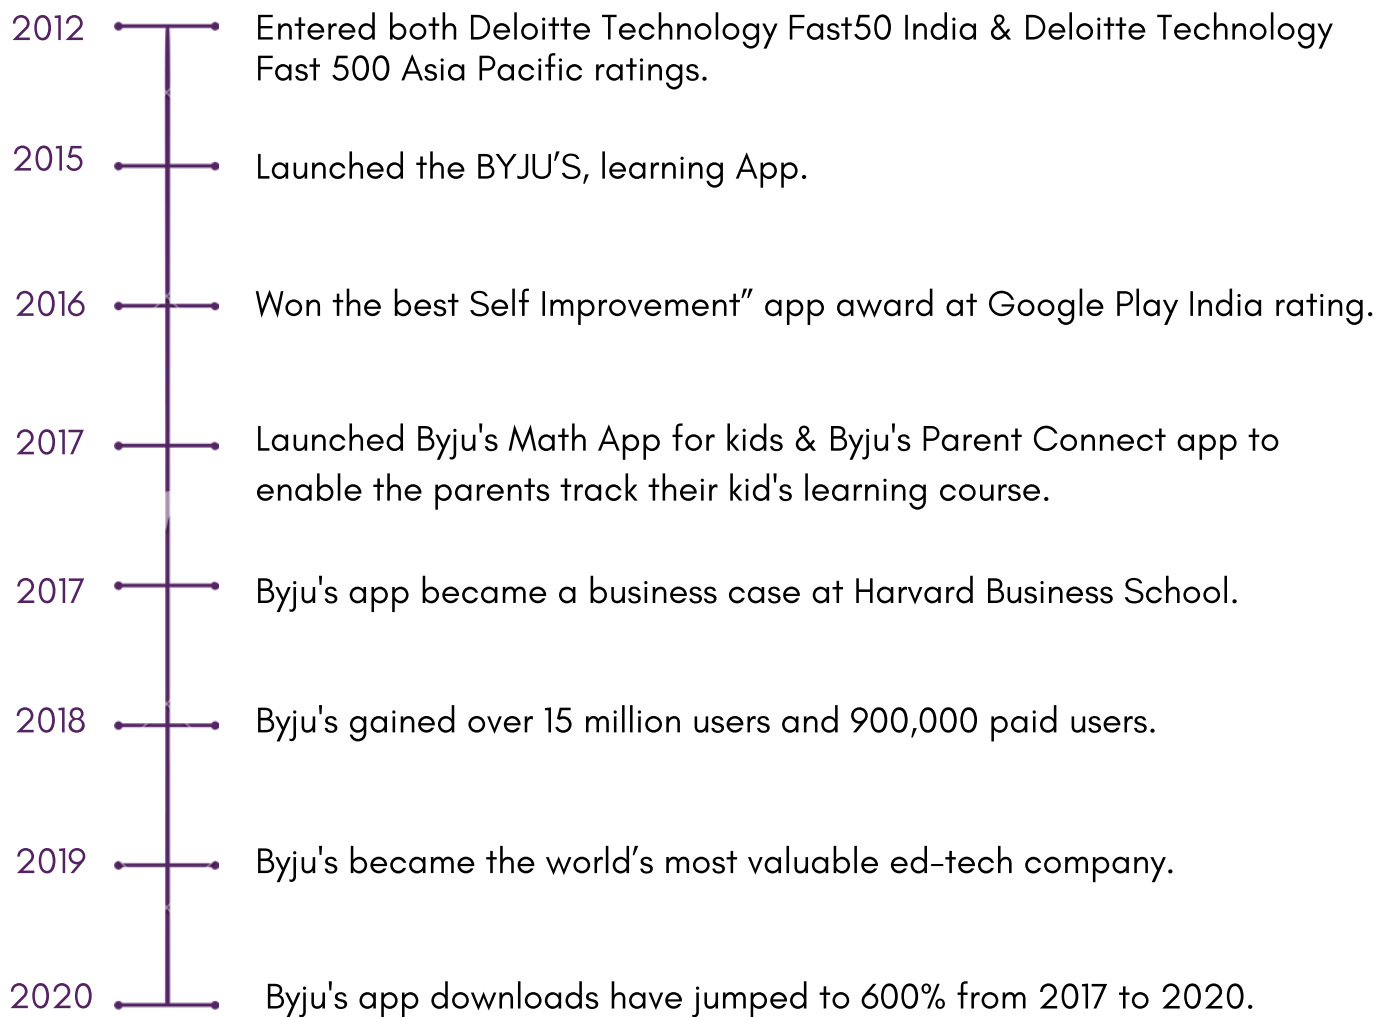 2012
Entered both Deloitte Technology Fast50 India & Deloitte Technology
Fast 500 Asia Pacific ratings.
2015
Launched the BYJU’S, learning App.
2016
Won the best Self Improvement” app award at Google Play India rating.
2017
Launched Byju's Math App for kids & Byju's Parent Connect app to
enable the parents track their kid's learning course.
2017
Byju's app became a business case at Harvard Business School.
2018
Byju's gained over 15 million users and 900,000 paid users.
2019
Byju's became the world’s most valuable ed-tech company.
2020
Byju's app downloads have jumped to 600% from 2017 to 2020.